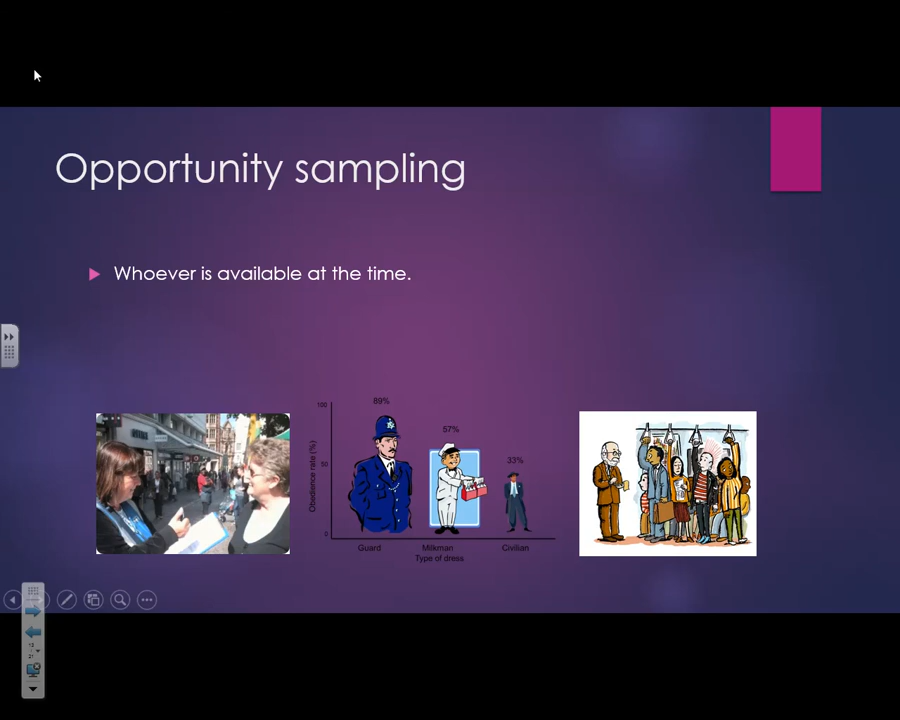 Opportunity sampling
Whoever is available at the time.
100
50
0
Obedience rate (%)
89%
57%
33%
Guard
Milkman
Civilian
Type of dress